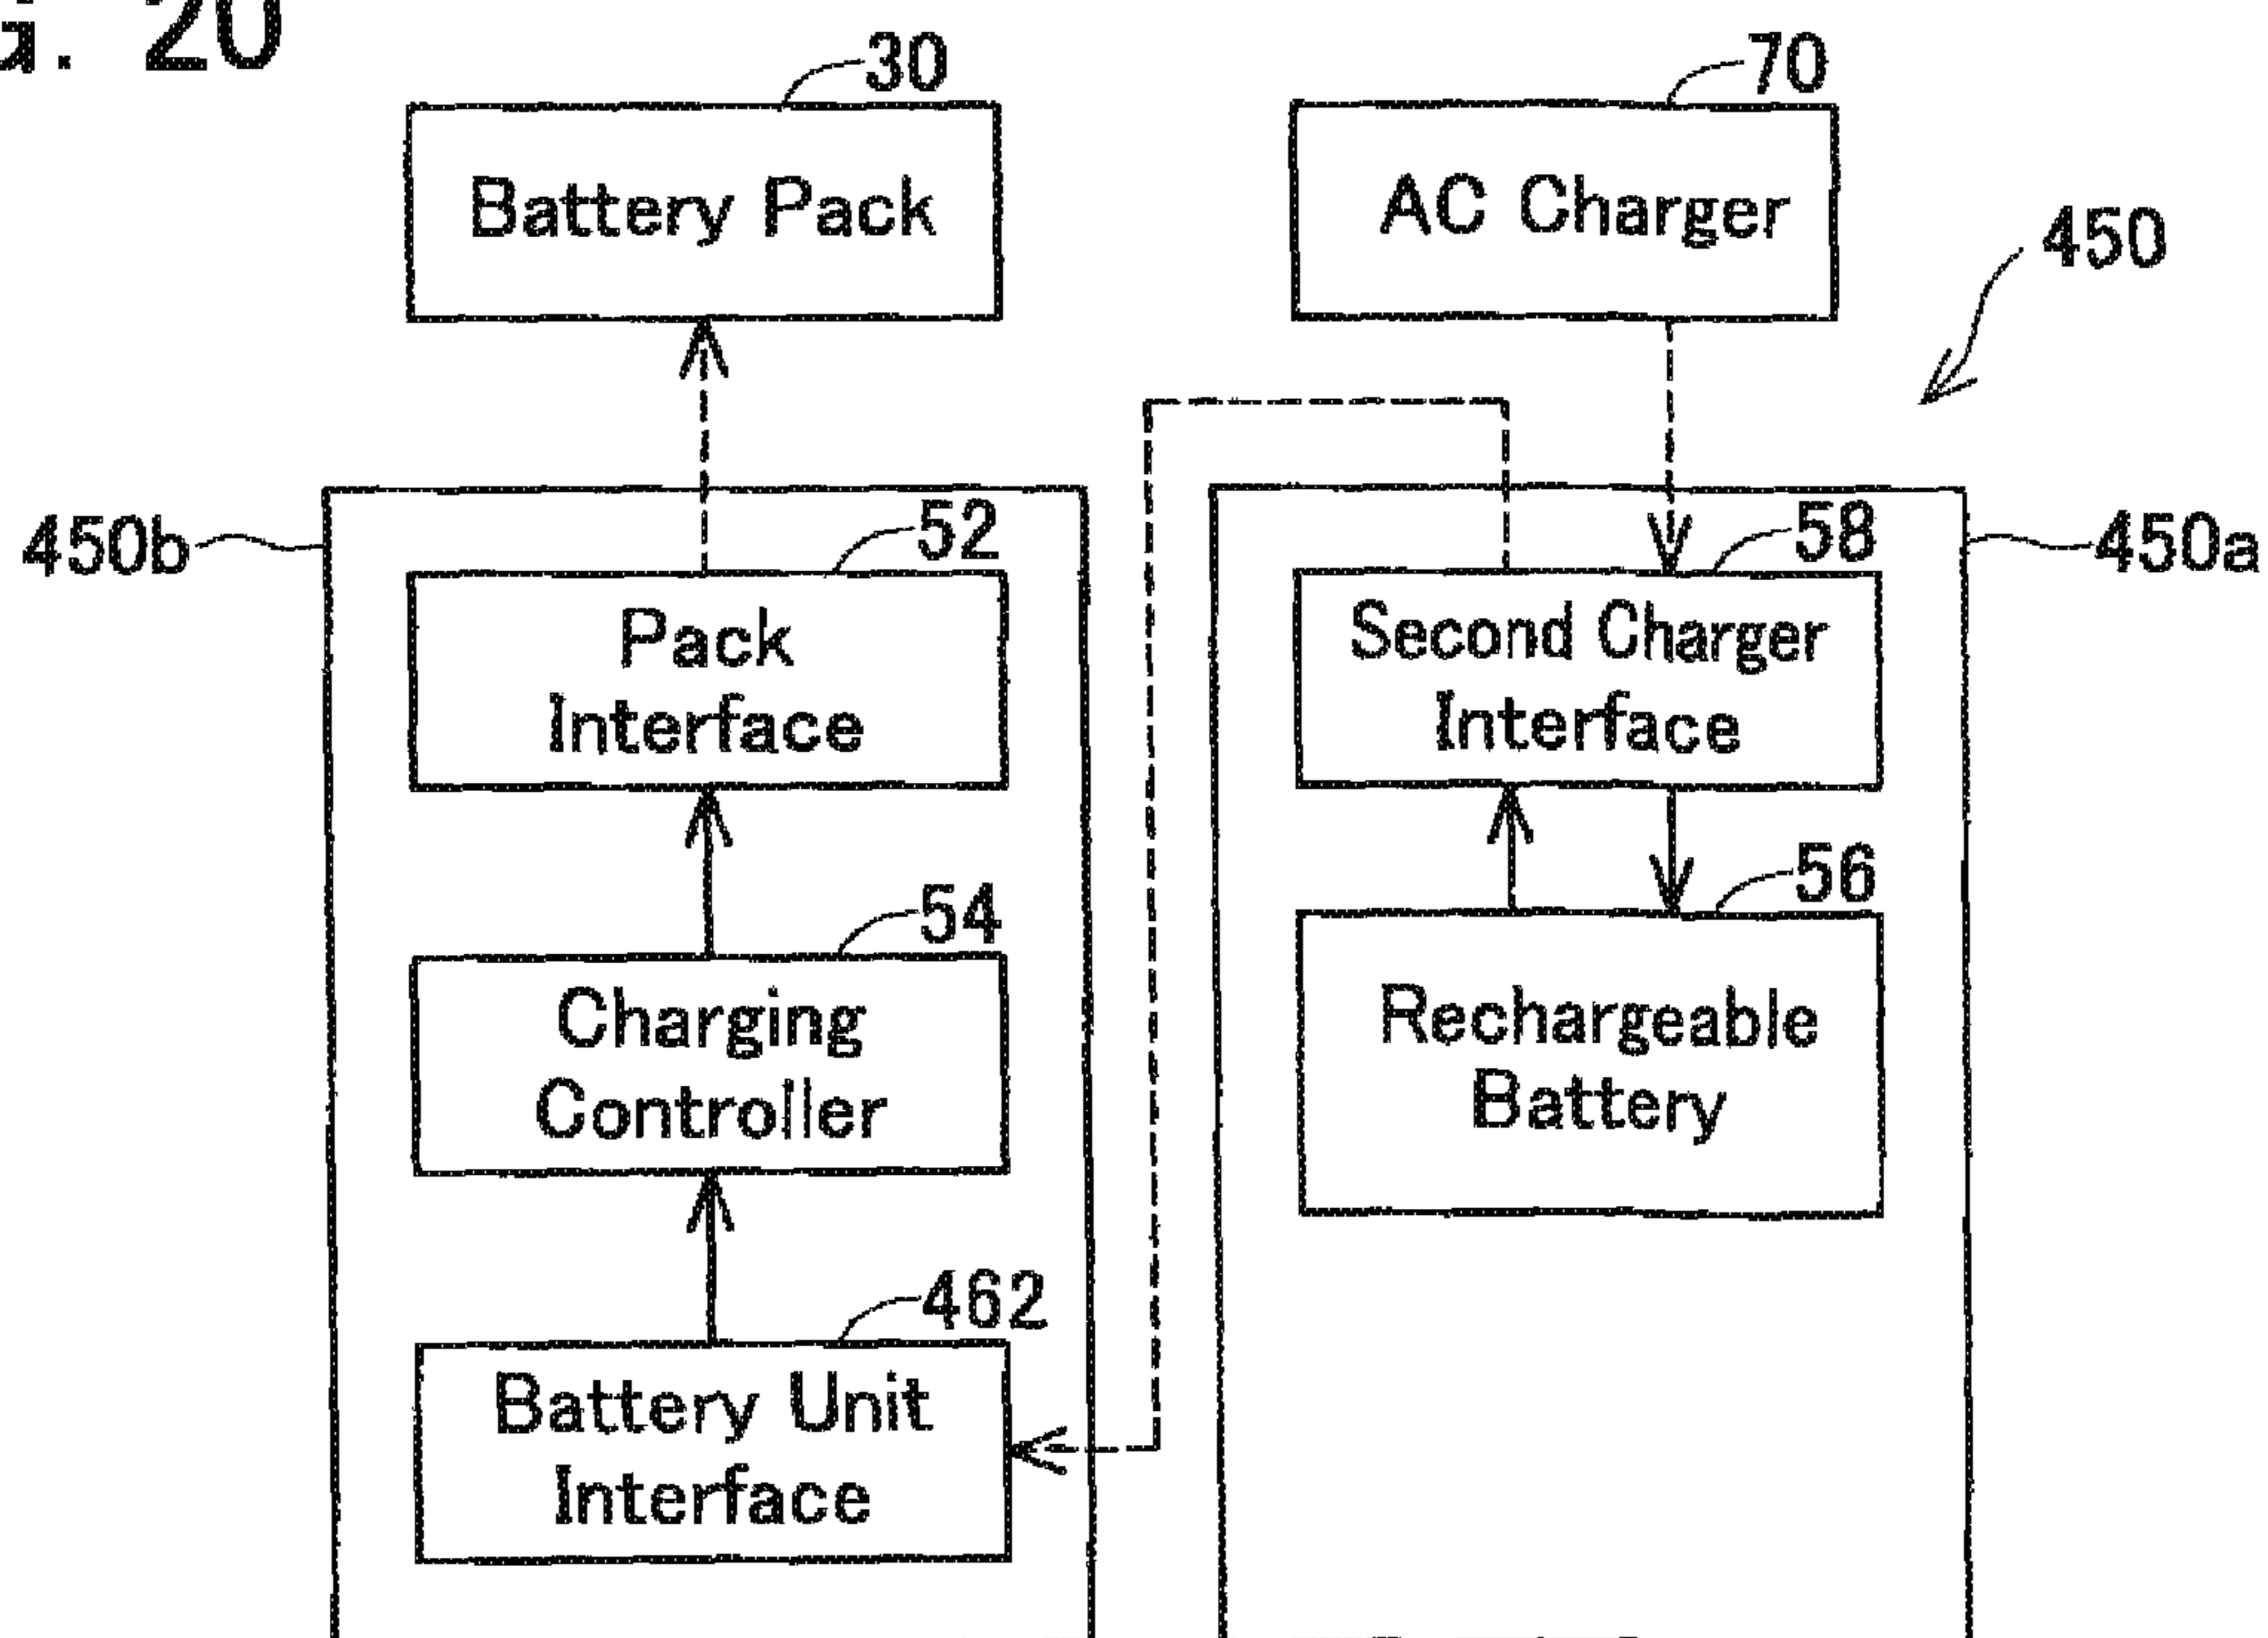 G. 20
30
70
Battery Pack
AC Charger
450
450b
52
58
450a
Pack
Interface
Second Charger
Interface
54
56
Charging
Controller
Rechargeable
Battery
462
Battery Unit
Interface